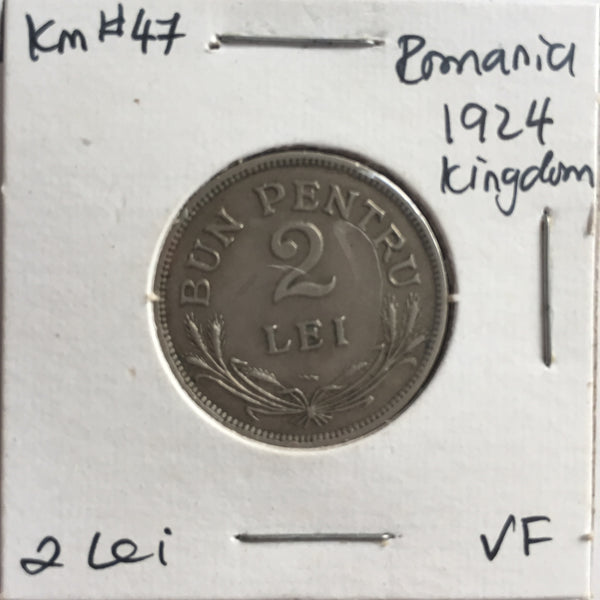 Km #47
Romania
1924
Kingdom
BUN PENTRU
2
LEI
2 Lei
VF